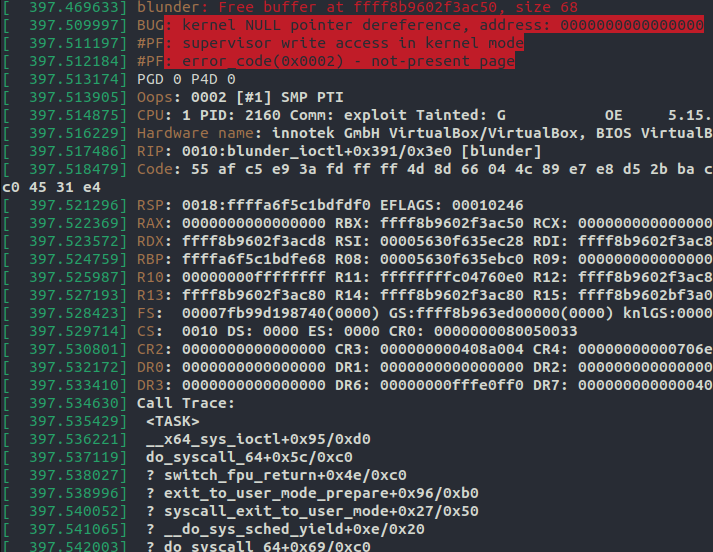 [  397.469633] blunder: Free buffer at ffff8b9602f3ac50, size 68
[  397.509997] BUG: kernel NULL pointer dereference, address: 0000000000000000
[  397.511197] #PF: supervisor write access in kernel mode
[  397.512184] #PF: error_code(0x0002) - not-present page
[  397.513174] PGD 0 P4D 0
[  397.513905] Oops: 0002 [#1] SMP PTI
[  397.514875] CPU: 1 PID: 2160 Comm: exploit Tainted: G           OE     5.15.
[  397.516229] Hardware name: innotek GmbH VirtualBox/VirtualBox, BIOS VirtualB
[  397.517486] RIP: 0010:blunder_ioctl+0x391/0x3e0 [blunder]
[  397.518479] Code: 55 af c5 e9 3a fd ff ff 4d 8d 66 04 4c 89 e7 e8 d5 2b ba c
c0 45 31 e4
[  397.521296] RSP: 0018:ffffa6f5c1bdfdf0 EFLAGS: 00010246
[  397.522369] RAX: 0000000000000000 RBX: ffff8b9602f3ac50 RCX: 000000000000000
[  397.523572] RDX: ffff8b9602f3acd8 RSI: 00005630f635ec28 RDI: ffff8b9602f3ac8
[  397.524759] RBP: ffffa6f5c1bdfe68 R08: 00005630f635ebc0 R09: 000000000000000
[  397.525987] R10: 00000000ffffffff R11: ffffffffc04760e0 R12: ffff8b9602f3ac8
[  397.527193] R13: ffff8b9602f3ac80 R14: ffff8b9602f3ac80 R15: ffff8b9602bf3a0
[  397.528423] FS:  00007fb99d198740(0000) GS:ffff8b963ed00000(0000) knlGS:0000
[  397.529714] CS:  0010 DS: 0000 ES: 0000 CR0: 0000000080050033
[  397.530801] CR2: 0000000000000000 CR3: 000000000408a004 CR4: 00000000000706e
[  397.532172] DR0: 0000000000000000 DR1: 0000000000000000 DR2: 000000000000000
[  397.533410] DR3: 0000000000000000 DR6: 00000000fffe0ff0 DR7: 000000000000040
[  397.534630] Call Trace:
[  397.535429]  <TASK>
[  397.536221]  __x64_sys_ioctl+0x95/0xd0
[  397.537119]  do_syscall_64+0x5c/0xc0
[  397.538027]  ? switch_fpu_return+0x4e/0xc0
[  397.538996]  ? exit_to_user_mode_prepare+0x96/0xb0
[  397.540052]  ? syscall_exit_to_user_mode+0x27/0x50
[  397.541065]  ? __do_sys_sched_yield+0xe/0x20
[  397.542003]  ? do_syscall_64+0x69/0xc0